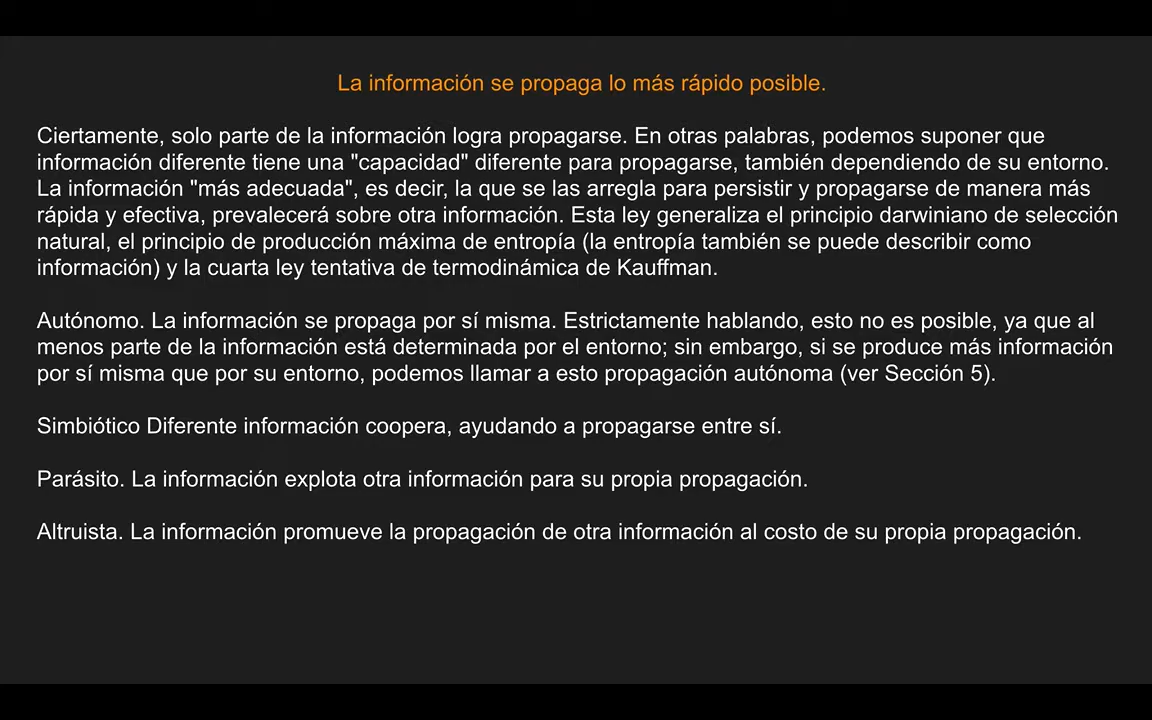 La información se propaga lo más rápido posible.
Ciertamente, solo parte de la información logra propagarse. En otras palabras, podemos suponer que
información diferente tiene una "capacidad" diferente para propagarse, también dependiendo de su entorno.
La información "más adecuada", es decir, la que se las arregla para persistir y propagarse de manera más
rápida y efectiva, prevalecerá sobre otra información. Esta ley generaliza el principio darwiniano de selección
natural, el principio de producción máxima de entropía (la entropía también se puede describir como
información) y la cuarta ley tentativa de termodinámica de Kauffman.
Autónomo. La información se propaga por sí misma. Estrictamente hablando, esto no es posible, ya que al
menos parte de la información está determinada por el entorno; sin embargo, si se produce más información
por sí misma que por su entorno, podemos llamar a esto propagación autónoma (ver Sección 5).
Simbiótico Diferente información coopera, ayudando a propagarse entre sí.
Parásito. La información explota otra información para su propia propagación.
Altruista. La información promueve la propagación de otra información al costo de su propia propagación.